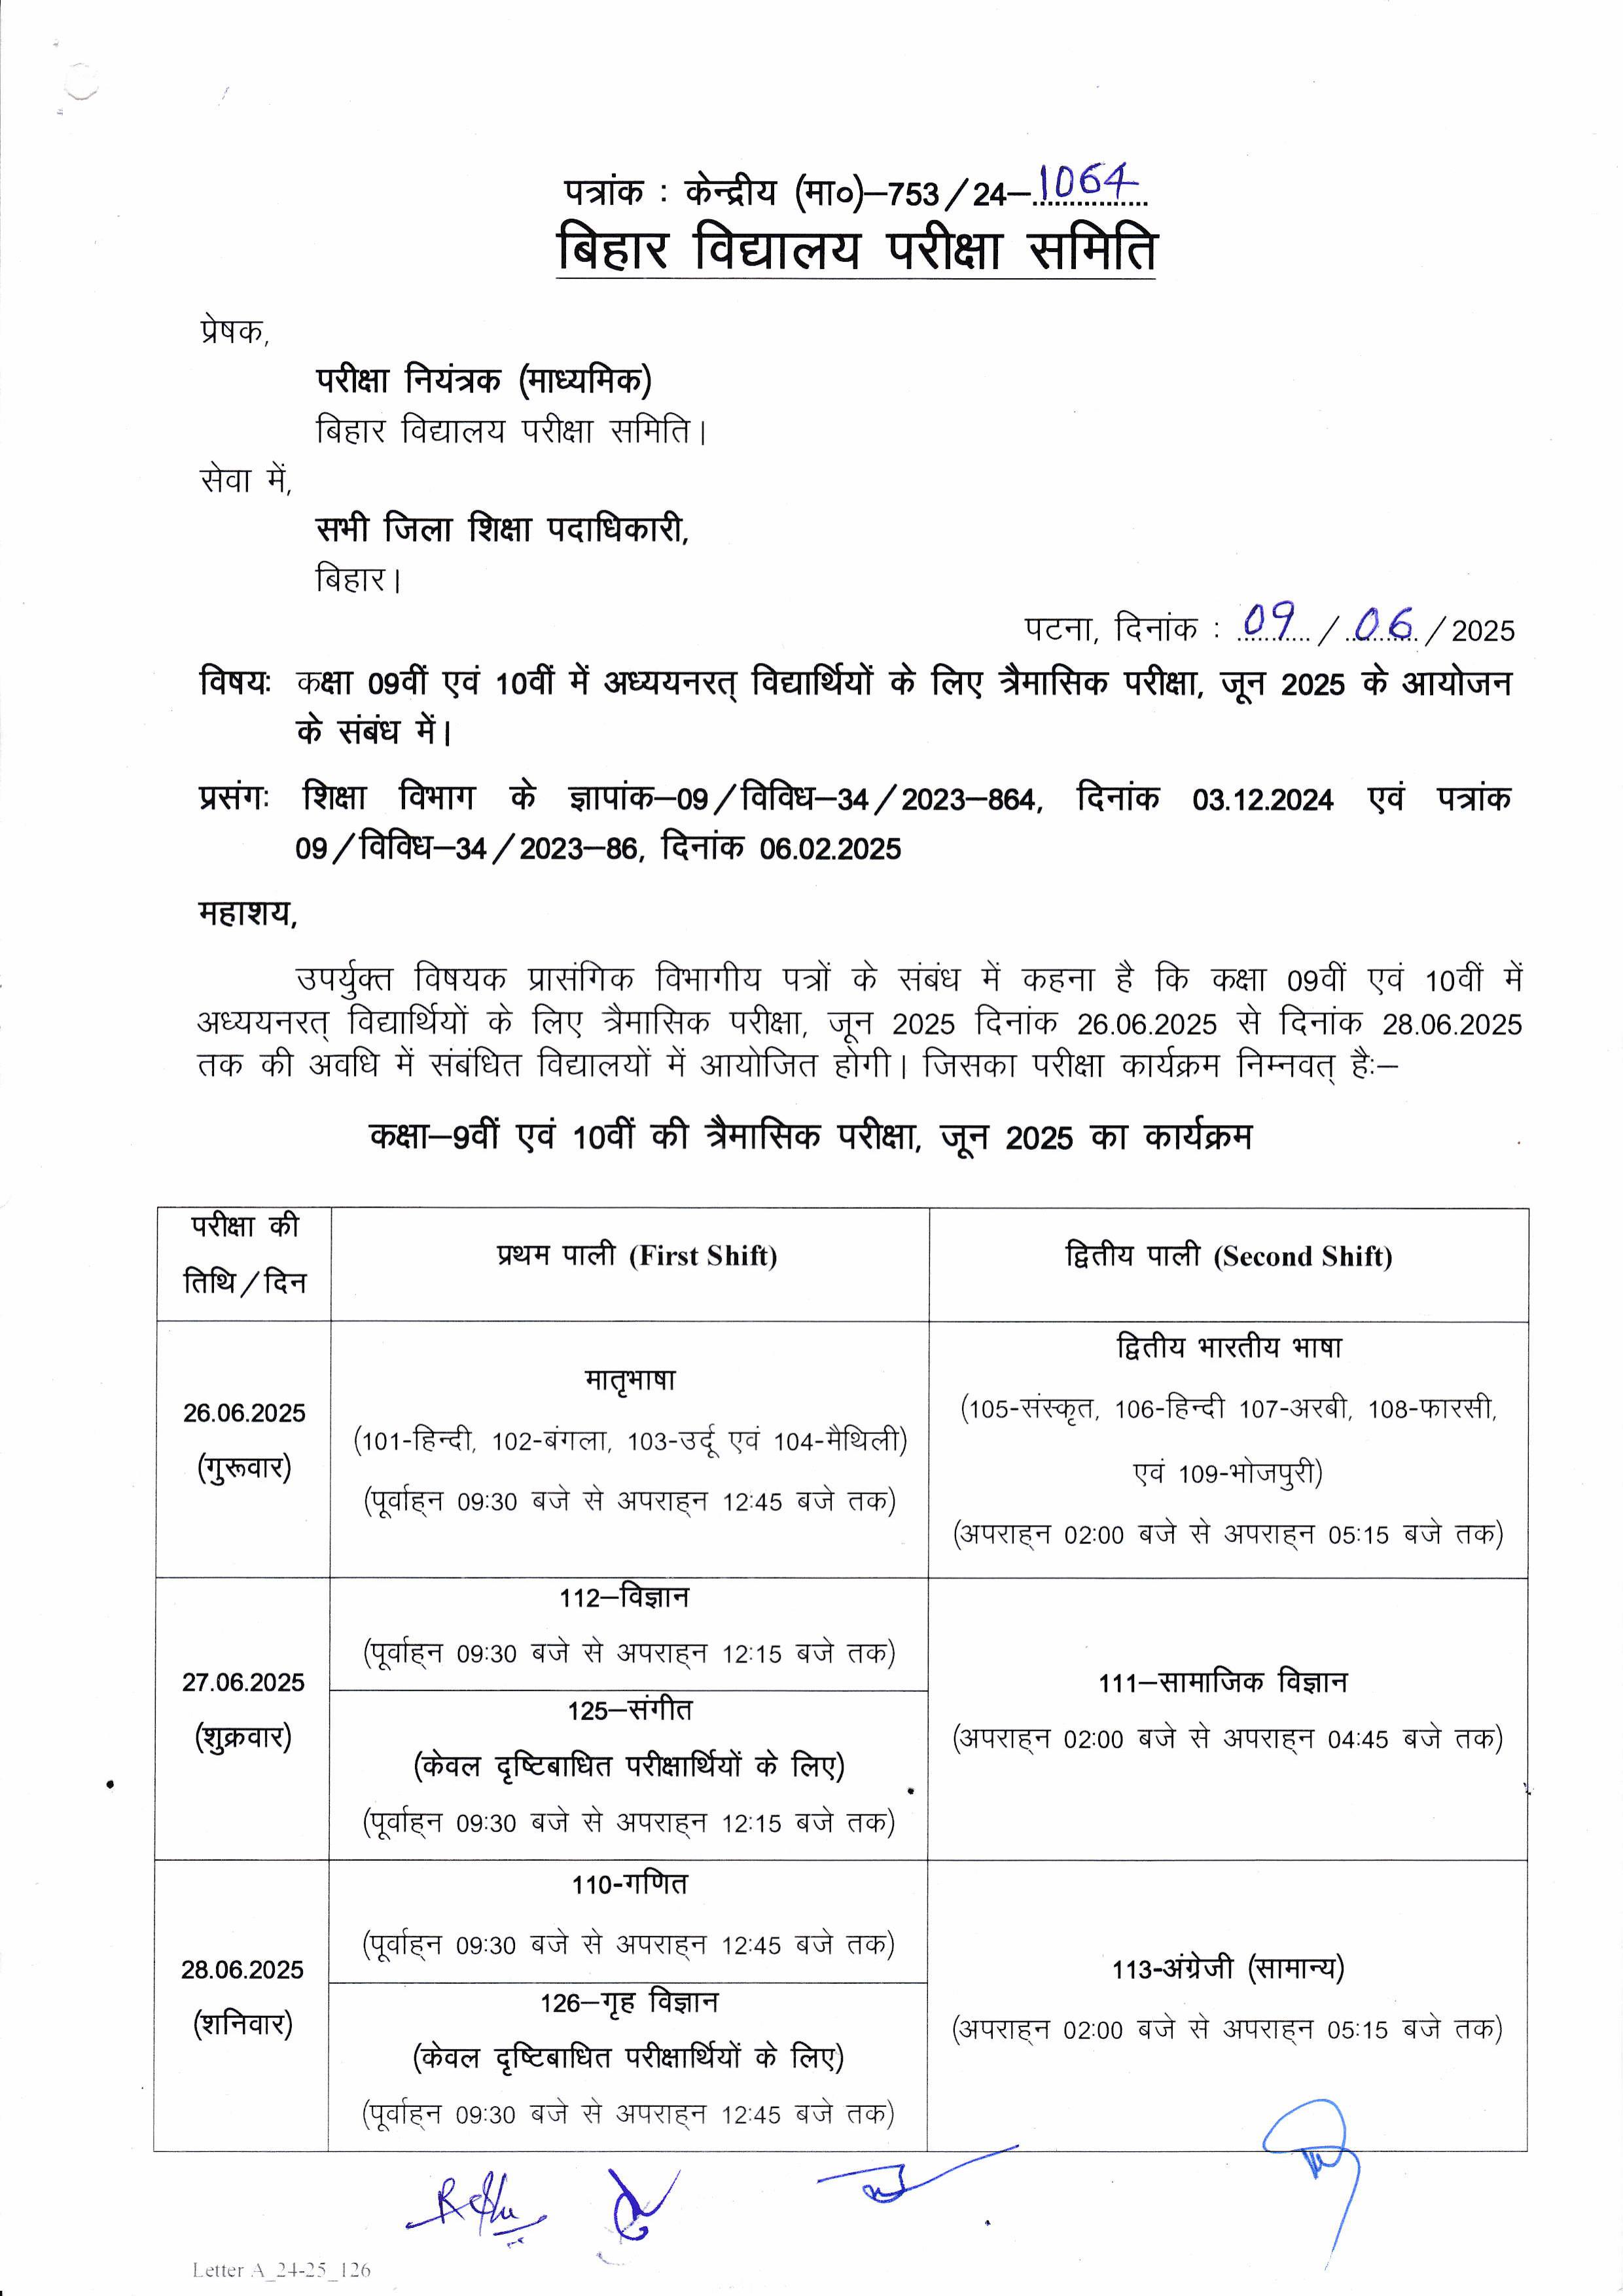 पत्रांक : केन्द्रीय (मा०)–753/24–1064
बिहार विद्यालय परीक्षा समिति
प्रेषक,
परीक्षा नियंत्रक (माध्यमिक)
बिहार विद्यालय परीक्षा समिति।
सेवा में,
सभी जिला शिक्षा पदाधिकारी,
बिहार।
पटना, दिनांक : 09/06/2025
विषयः कक्षा 09वीं एवं 10वीं में अध्ययनरत् विद्यार्थियों के लिए त्रैमासिक परीक्षा, जून 2025 के आयोजन
के संबंध में।
प्रसंगः शिक्षा विभाग के ज्ञापांक–09/विविध–34/2023–864, दिनांक 03.12.2024 एवं पत्रांक
09/विविध–34/2023–86, दिनांक 06.02.2025
महाशय,
उपर्युक्त विषयक प्रासंगिक विभागीय पत्रों के संबंध में कहना है कि कक्षा 09वीं एवं 10वीं में
अध्ययनरत् विद्यार्थियों के लिए त्रैमासिक परीक्षा, जून 2025 दिनांक 26.06.2025 से दिनांक 28.06.2025
तक की अवधि में संबंधित विद्यालयों में आयोजित होगी। जिसका परीक्षा कार्यक्रम निम्नवत् हैः–
कक्षा–9वीं एवं 10वीं की त्रैमासिक परीक्षा, जून 2025 का कार्यक्रम
परीक्षा की
तिथि/दिन
प्रथम पाली (First Shift)
द्वितीय पाली (Second Shift)
26.06.2025
(गुरूवार)
मातृभाषा
(101-हिन्दी, 102-बंगला, 103-उर्दू एवं 104-मैथिली)
(पूर्वाह्न 09:30 बजे से अपराह्न 12:45 बजे तक)
द्वितीय भारतीय भाषा
(105-संस्कृत, 106-हिन्दी 107-अरबी, 108-फारसी,
एवं 109-भोजपुरी)
(अपराह्न 02:00 बजे से अपराह्न 05:15 बजे तक)
27.06.2025
(शुक्रवार)
112–विज्ञान
(पूर्वाह्न 09:30 बजे से अपराह्न 12:15 बजे तक)
125–संगीत
(केवल दृष्टिबाधित परीक्षार्थियों के लिए)
(पूर्वाह्न 09:30 बजे से अपराह्न 12:15 बजे तक)
111–सामाजिक विज्ञान
(अपराह्न 02:00 बजे से अपराह्न 04:45 बजे तक)
28.06.2025
(शनिवार)
110-गणित
(पूर्वाह्न 09:30 बजे से अपराह्न 12:45 बजे तक)
126–गृह विज्ञान
(केवल दृष्टिबाधित परीक्षार्थियों के लिए)
(पूर्वाह्न 09:30 बजे से अपराह्न 12:45 बजे तक)
113-अंग्रेजी (सामान्य)
(अपराह्न 02:00 बजे से अपराह्न 05:15 बजे तक)
Letter A_24-25_126